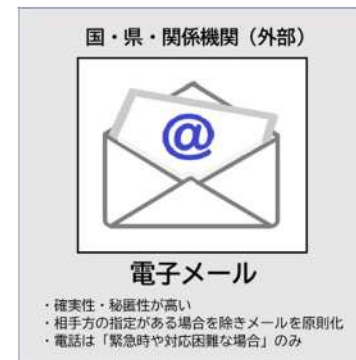 国・県・関係機関（外部）
@
電子メール
・確実性・秘匿性が高い
・相手方の指定がある場合を除きメールを原則化
・電話は「緊急時や対応困難な場合」のみ